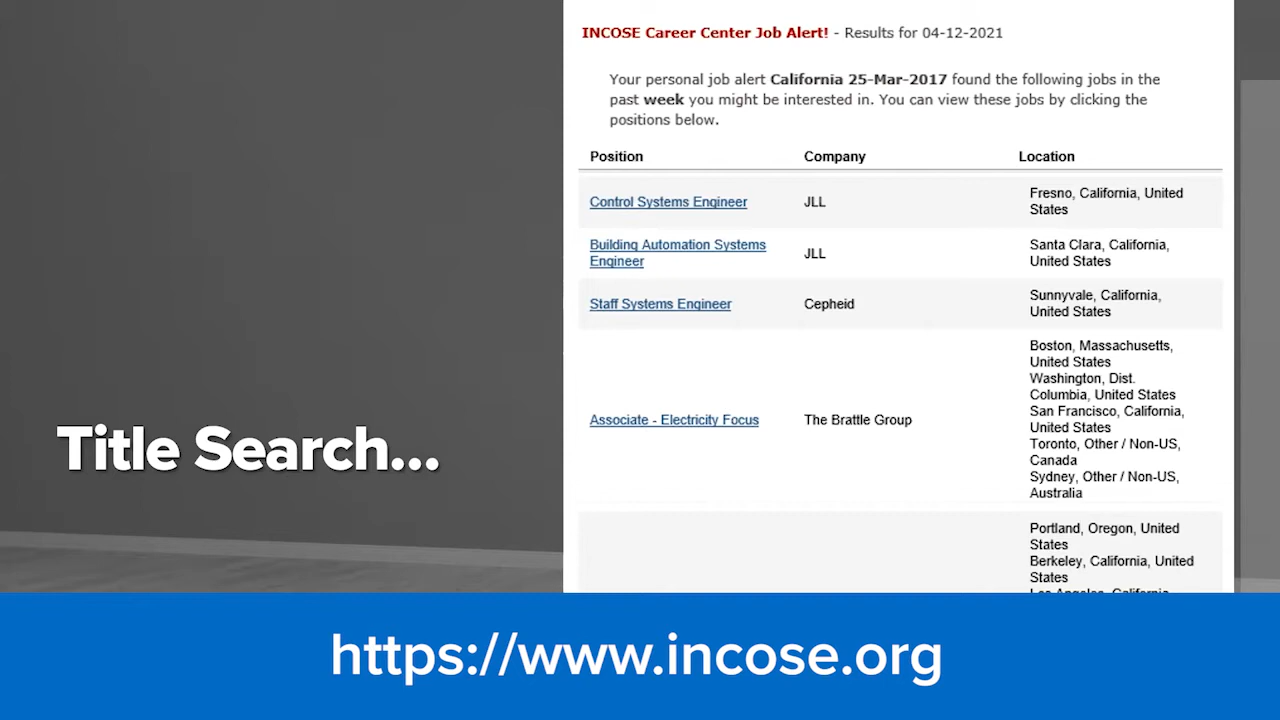 INCOSE Career Center Job Alert! - Results for 04-12-2021
Your personal job alert California 25-Mar-2017 found the following jobs in the
past week you might be interested in. You can view these jobs by clicking the
positions below.
Position Company Location
Control Systems Engineer JLL Fresno, California, United
States
Building Automation Systems
Engineer JLL Santa Clara, California,
United States
Staff Systems Engineer Cepheid Sunnyvale, California,
United States
Associate - Electricity Focus The Brattle Group Boston, Massachusetts,
United States
Washington, Dist.
Columbia, United States
San Francisco, California,
United States
Toronto, Other / Non-US,
Canada
Sydney, Other / Non-US,
Australia
Portland, Oregon, United
States
Berkeley, California, United
States
Los Angeles, California
Title Search...
https://www.incose.org